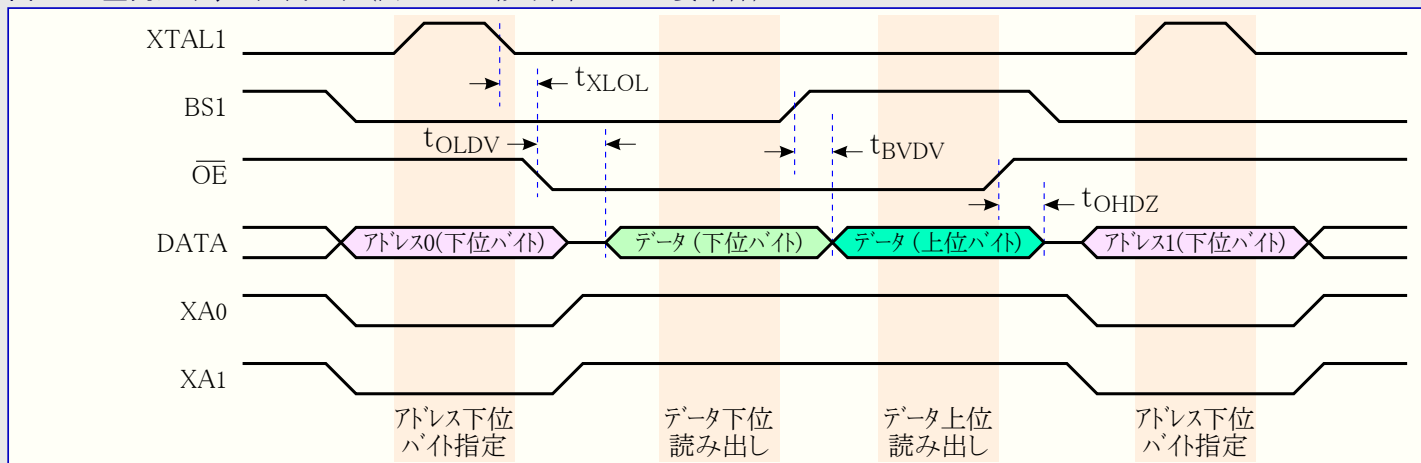 XTAL1
tXLOL
BS1
tOLDV
tBVDV
OE
tOHDZ
DATA
アドレス0(下位バイト)
データ(下位バイト)
データ(上位バイト)
アドレス1(下位バイト)
XA0
XA1
アドレス下位
バイト指定
データ下位
読み出し
データ上位
読み出し
アドレス下位
バイト指定